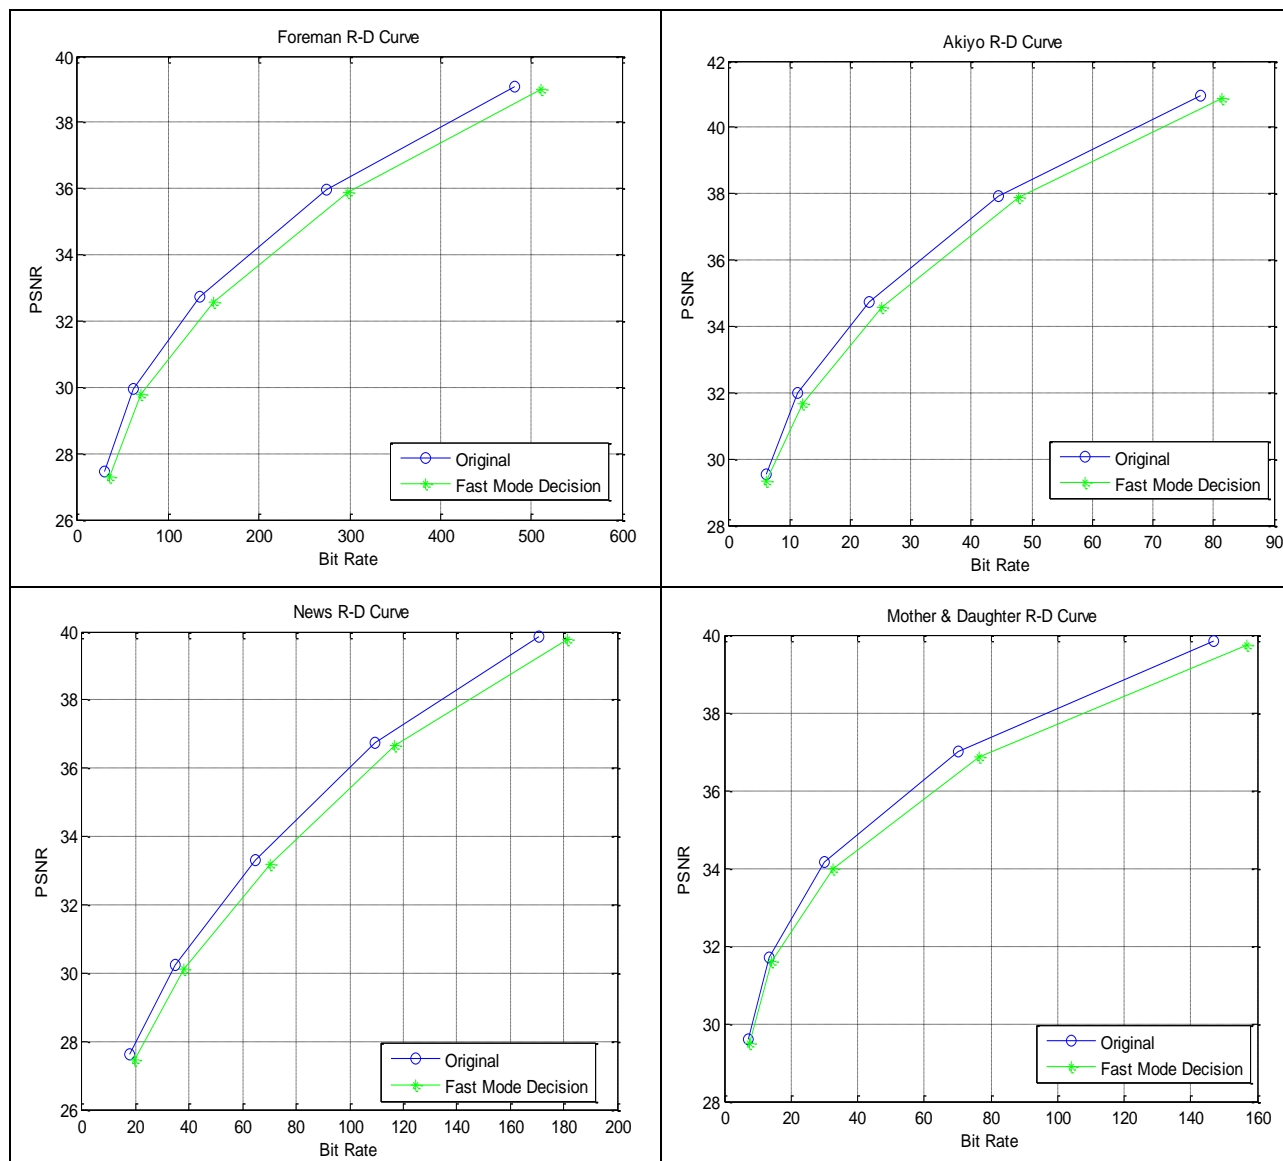 Foreman R-D Curve
40
38
36
34
32
30
28
26
PSNR
0 100 200 300 400 500 600
Bit Rate
Original
Fast Mode Decision
Akiyo R-D Curve
42
40
38
36
34
32
30
28
PSNR
0 10 20 30 40 50 60 70 80 90
Bit Rate
Original
Fast Mode Decision
News R-D Curve
40
38
36
34
32
30
28
26
PSNR
0 20 40 60 80 100 120 140 160 180 200
Bit Rate
Original
Fast Mode Decision
Mother & Daughter R-D Curve
40
38
36
34
32
30
28
PSNR
0 20 40 60 80 100 120 140 160
Bit Rate
Original
Fast Mode Decision